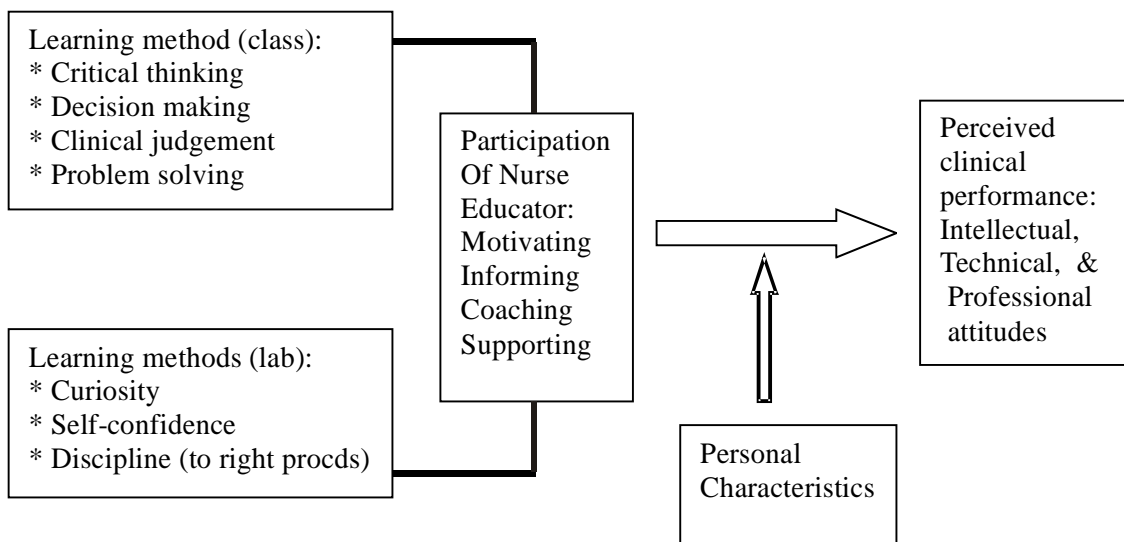 Learning method (class):
* Critical thinking
* Decision making
* Clinical judgement
* Problem solving
Participation
Of Nurse
Educator:
Motivating
Informing
Coaching
Supporting
Perceived
clinical
performance:
Intellectual,
Technical, &
Professional
attitudes
Learning methods (lab):
* Curiosity
* Self-confidence
* Discipline (to right procds)
Personal
Characteristics